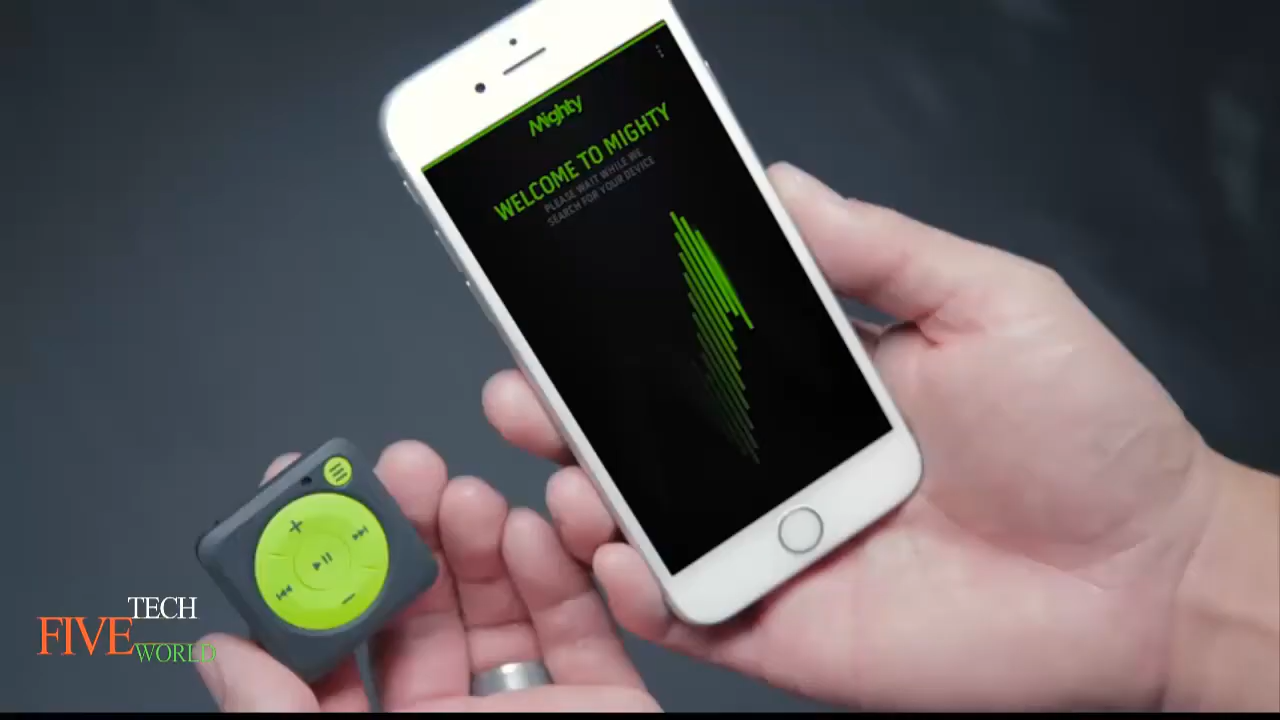 Mighty
WELCOME TO MIGHTY
PLEASE WAIT WHILE WE
SEARCH FOR YOUR DEVICE
TECH
FIVE
WORLD